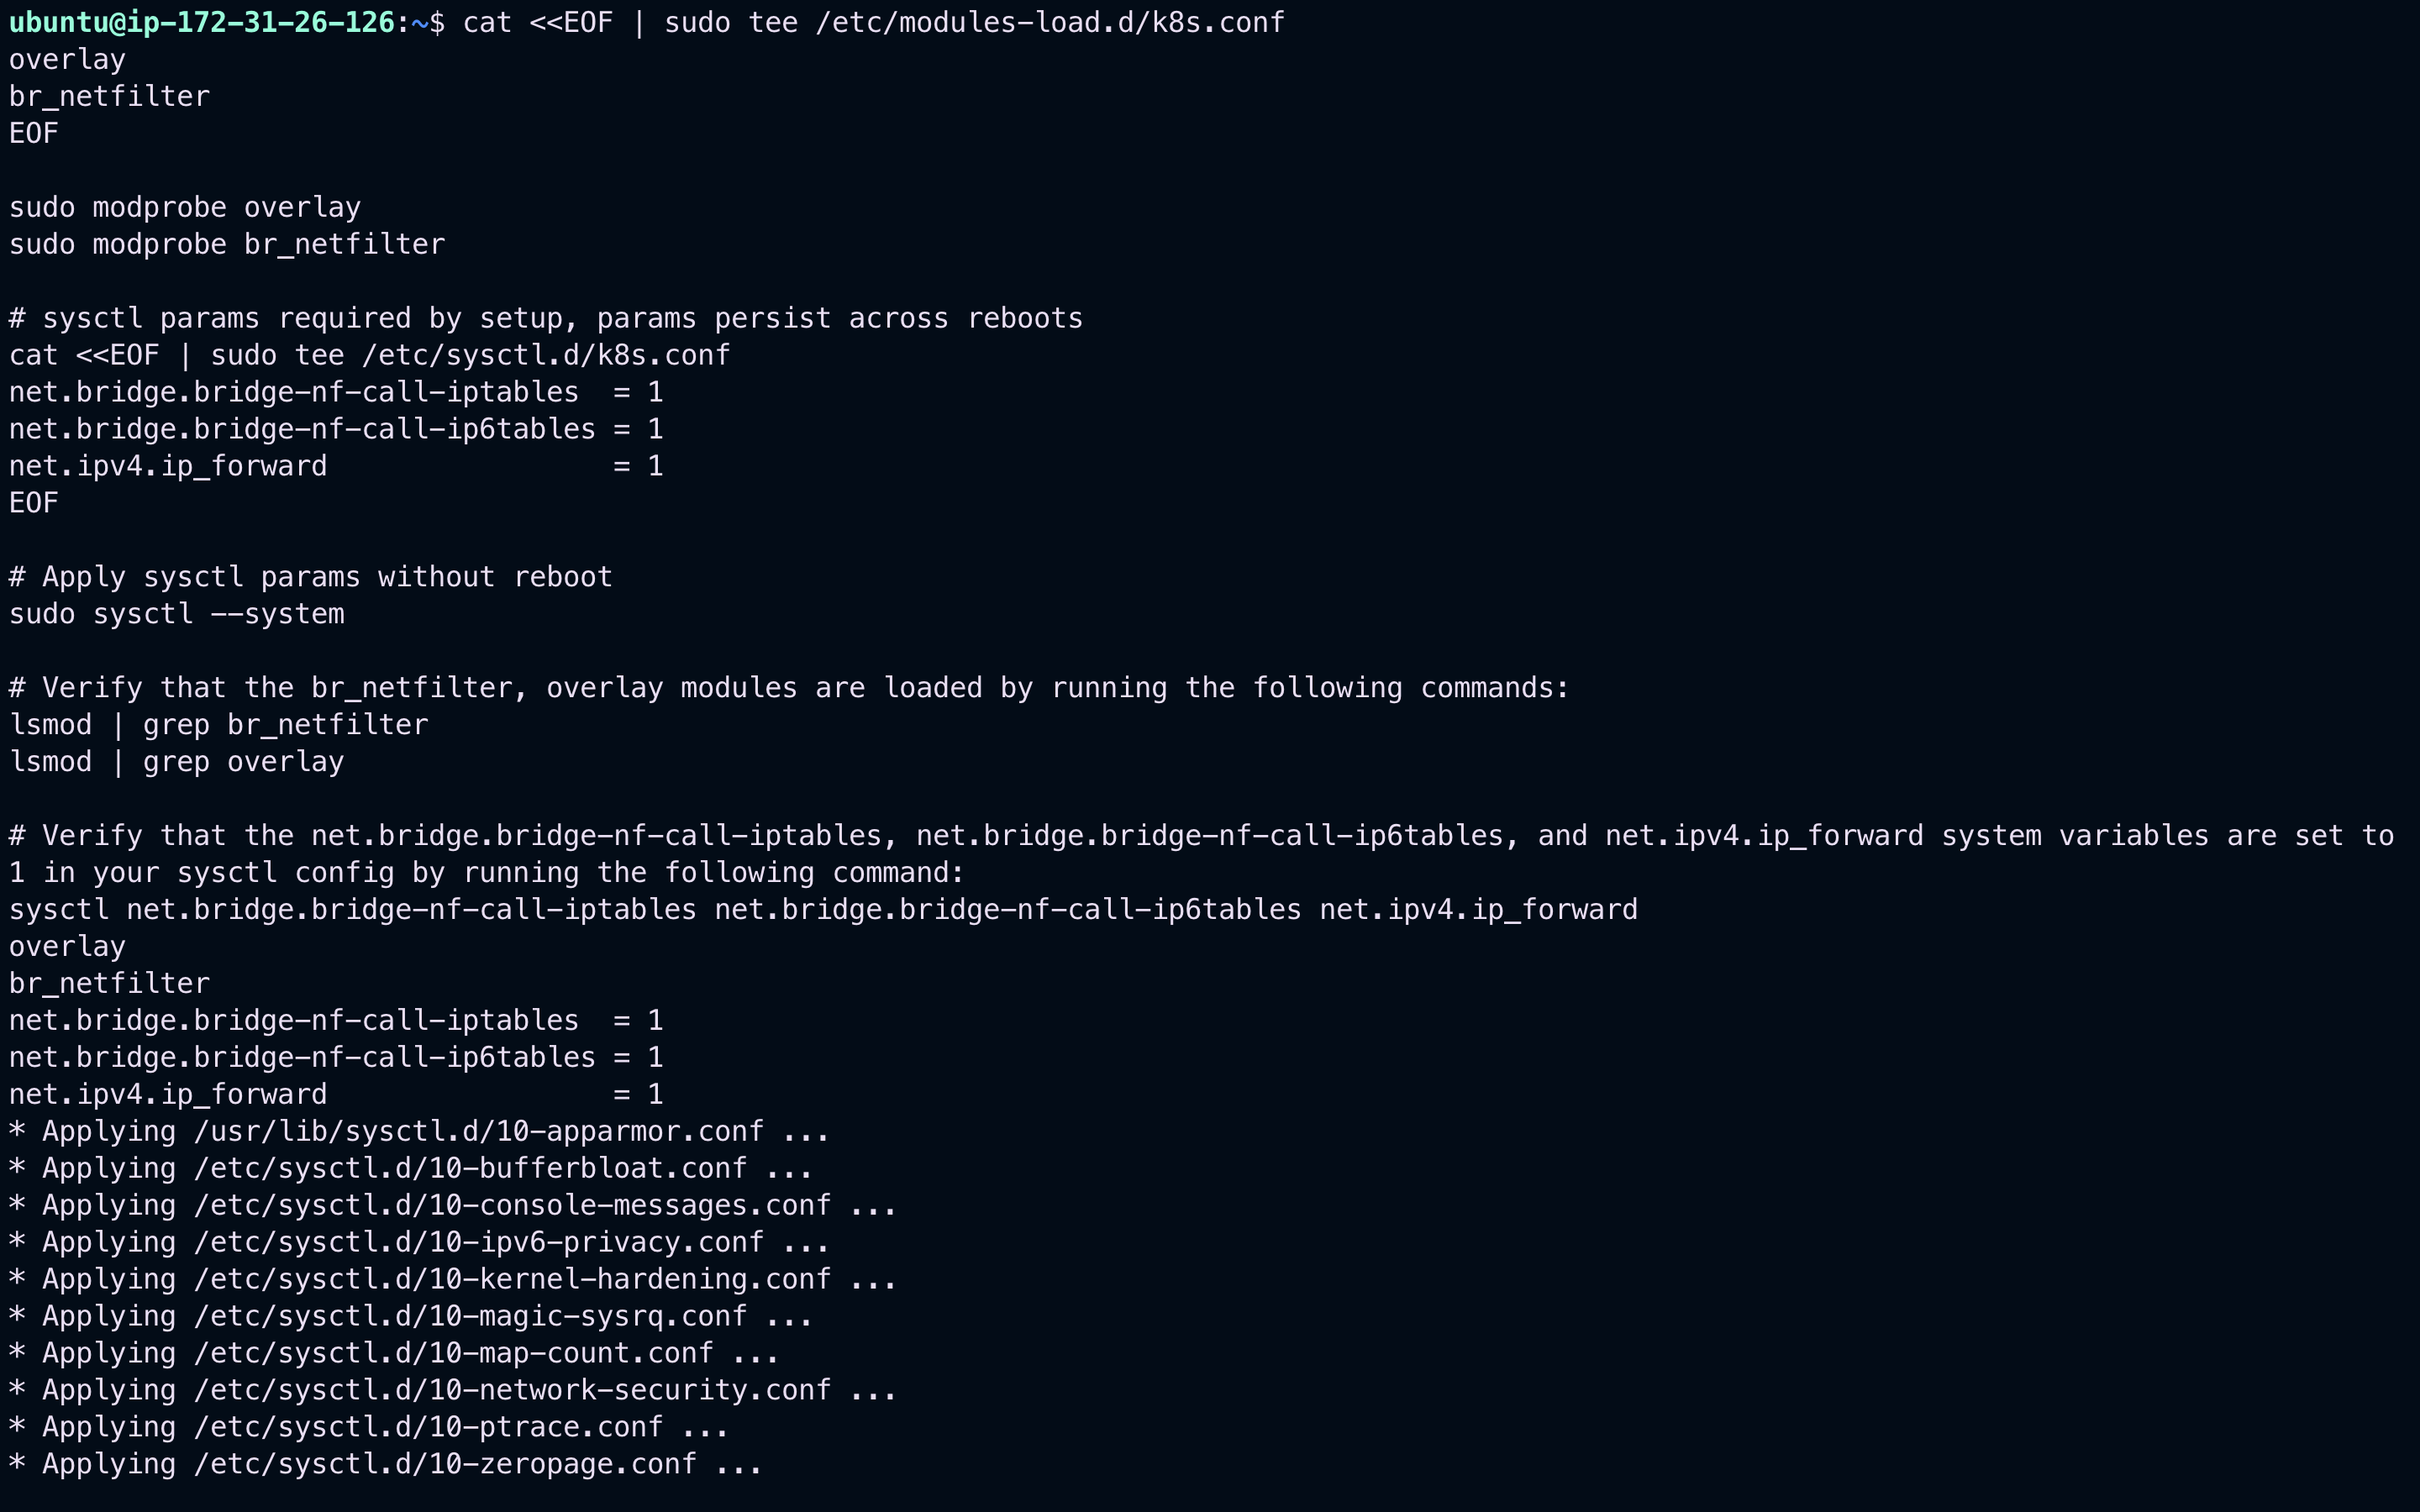 ubuntu@ip-172-31-26-126:~$ cat <<EOF | sudo tee /etc/modules-load.d/k8s.conf
overlay
br_netfilter
EOF

sudo modprobe overlay
sudo modprobe br_netfilter

# sysctl params required by setup, params persist across reboots
cat <<EOF | sudo tee /etc/sysctl.d/k8s.conf
net.bridge.bridge-nf-call-iptables  = 1
net.bridge.bridge-nf-call-ip6tables = 1
net.ipv4.ip_forward                 = 1
EOF

# Apply sysctl params without reboot
sudo sysctl --system

# Verify that the br_netfilter, overlay modules are loaded by running the following commands:
lsmod | grep br_netfilter
lsmod | grep overlay

# Verify that the net.bridge.bridge-nf-call-iptables, net.bridge.bridge-nf-call-ip6tables, and net.ipv4.ip_forward system variables are set to
1 in your sysctl config by running the following command:
sysctl net.bridge.bridge-nf-call-iptables net.bridge.bridge-nf-call-ip6tables net.ipv4.ip_forward
overlay
br_netfilter
net.bridge.bridge-nf-call-iptables  = 1
net.bridge.bridge-nf-call-ip6tables = 1
net.ipv4.ip_forward                 = 1
* Applying /usr/lib/sysctl.d/10-apparmor.conf ...
* Applying /etc/sysctl.d/10-bufferbloat.conf ...
* Applying /etc/sysctl.d/10-console-messages.conf ...
* Applying /etc/sysctl.d/10-ipv6-privacy.conf ...
* Applying /etc/sysctl.d/10-kernel-hardening.conf ...
* Applying /etc/sysctl.d/10-magic-sysrq.conf ...
* Applying /etc/sysctl.d/10-map-count.conf ...
* Applying /etc/sysctl.d/10-network-security.conf ...
* Applying /etc/sysctl.d/10-ptrace.conf ...
* Applying /etc/sysctl.d/10-zeropage.conf ...